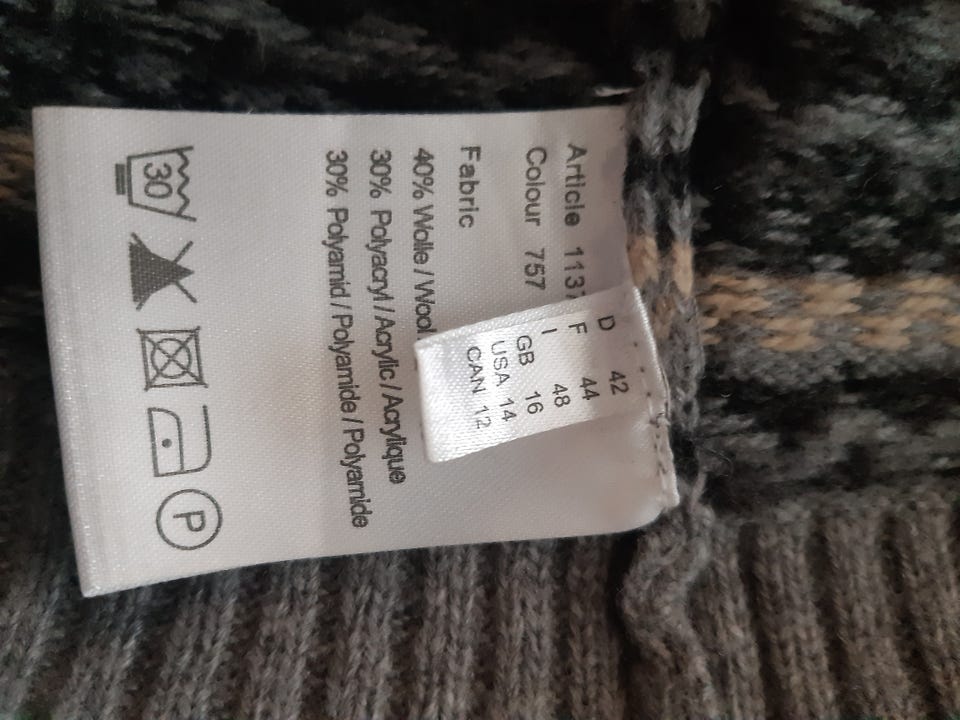 Article 1137
Colour 757
Fabric
40% Wolle / Wool
30% Polyacryl / Acrylic / Acrylique
30% Polyamid / Polyamide / Polyamide
30
P
D 42
F 44
I 48
GB 16
USA 14
CAN 12